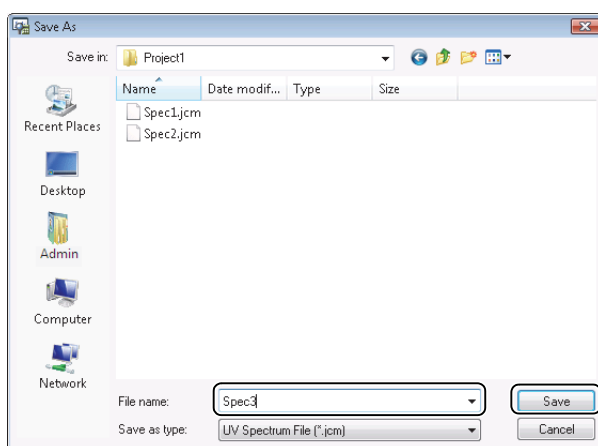 Save As
Save in: Project1
Name Date modif... Type Size
Spec1.jcm
Spec2.jcm
Recent Places
Desktop
Admin
Computer
Network
File name: Spec3 Save
Save as type: UV Spectrum File (*.jcm) Cancel